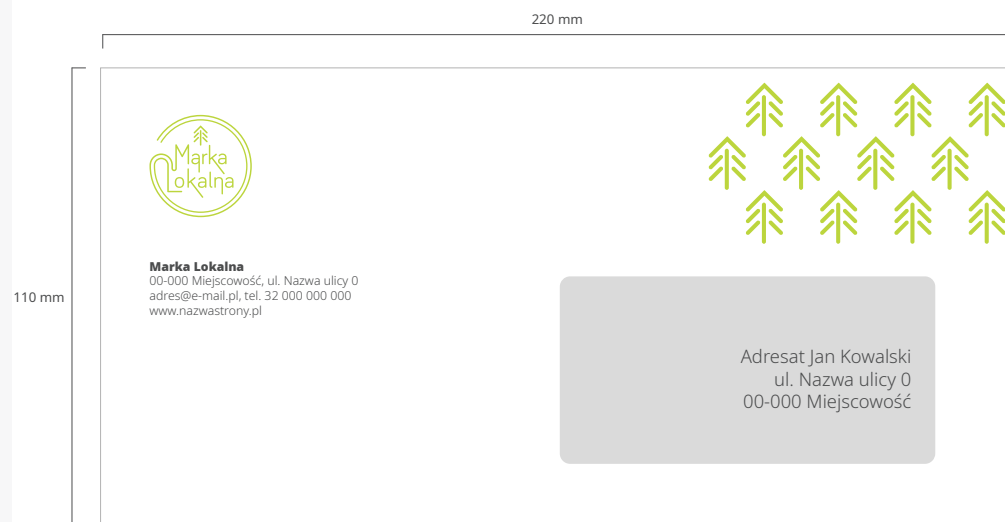 220 mm
Marka
Lokalna
Marka Lokalna
00-000 Miejscowość, ul. Nazwa ulicy 0
adres@e-mail.pl, tel. 32 000 000 000
www.nazwastrony.pl
110 mm
Adresat Jan Kowalski
ul. Nazwa ulicy 0
00-000 Miejscowość